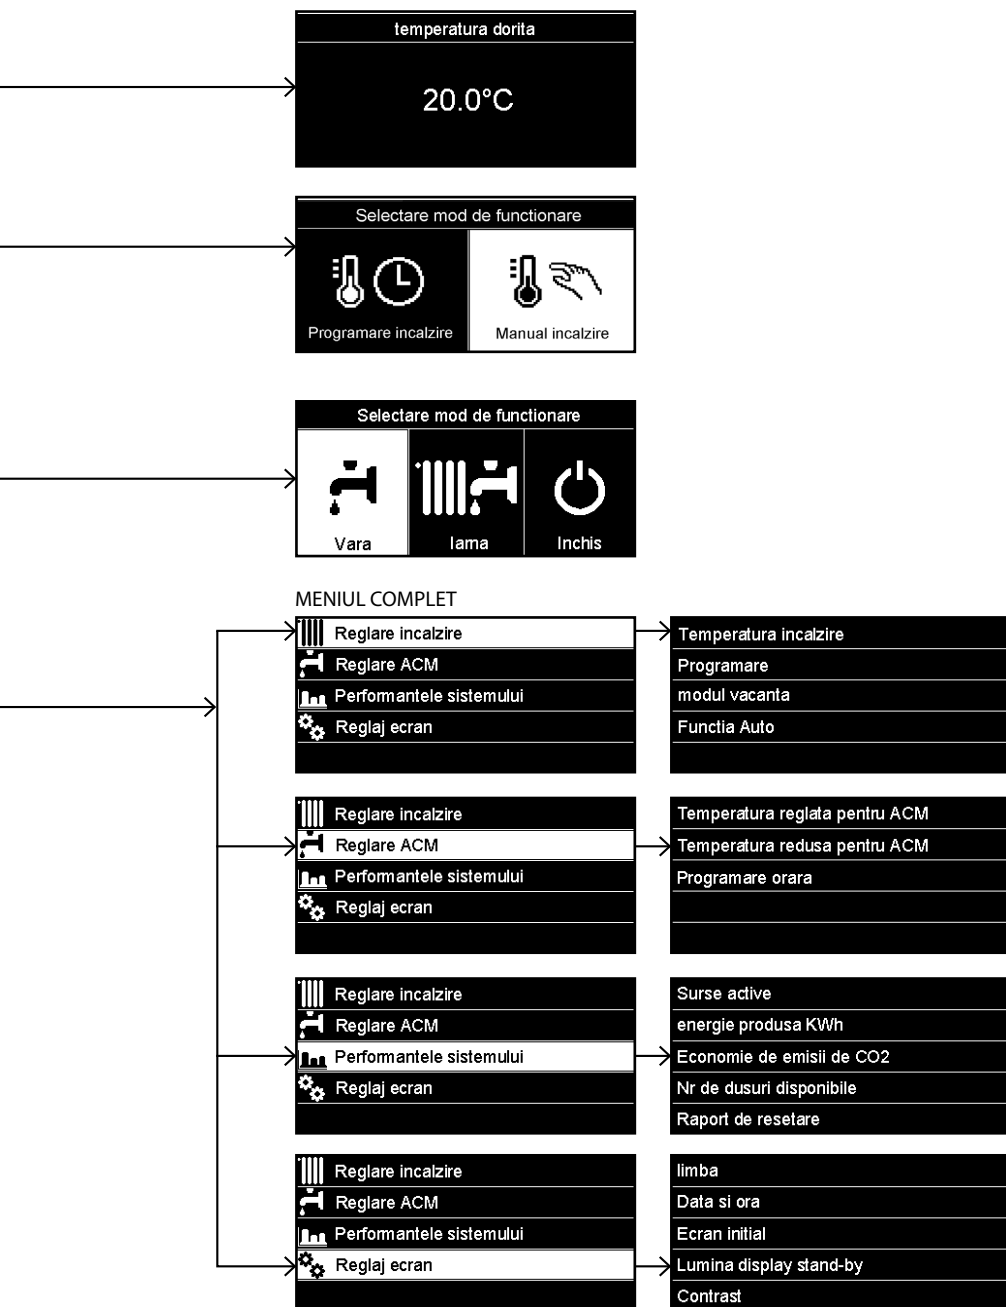 temperatura dorita
20.0°C
Selectare mod de functionare
Programare incalzire
Manual incalzire
Selectare mod de functionare
Vara
Iarna
Inchis
MENIUL COMPLET
Reglare incalzire
Reglare ACM
Performantele sistemului
Reglaj ecran
Temperatura incalzire
Programare
modul vacanta
Functia Auto
Reglare incalzire
Reglare ACM
Performantele sistemului
Reglaj ecran
Temperatura reglata pentru ACM
Temperatura redusa pentru ACM
Programare orara
Reglare incalzire
Reglare ACM
Performantele sistemului
Reglaj ecran
Surse active
energie produsa KWh
Economie de emisii de CO2
Nr de dusuri disponibile
Raport de resetare
Reglare incalzire
Reglare ACM
Performantele sistemului
Reglaj ecran
limba
Data si ora
Ecran initial
Lumina display stand-by
Contrast